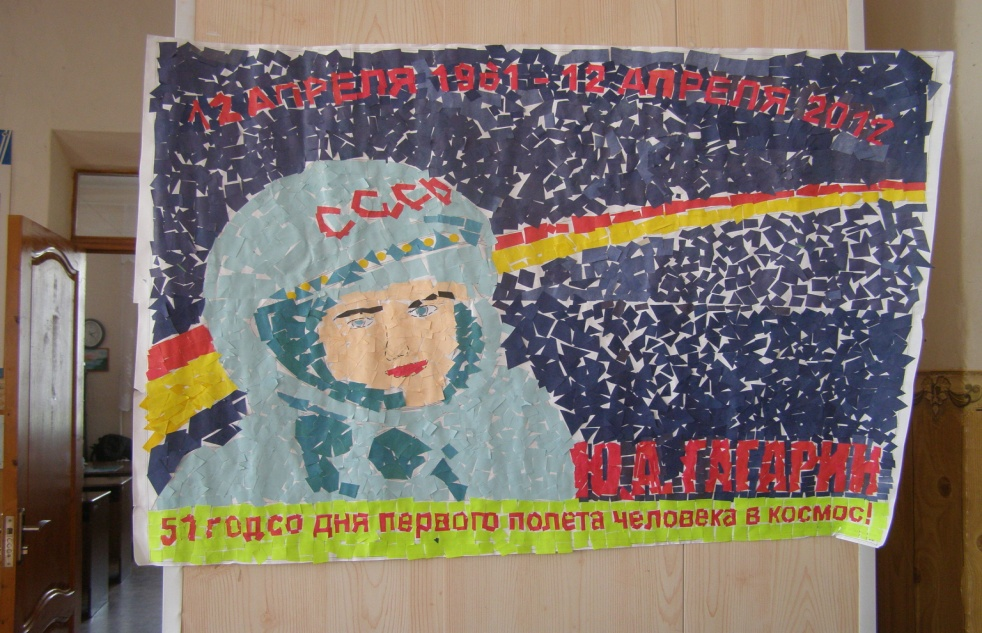 12 АПРЕЛЯ 1961 - 12 АПРЕЛЯ 2012
СССР
Ю.А. ГАГАРИН
51 год со дня первого полета человека в космос!